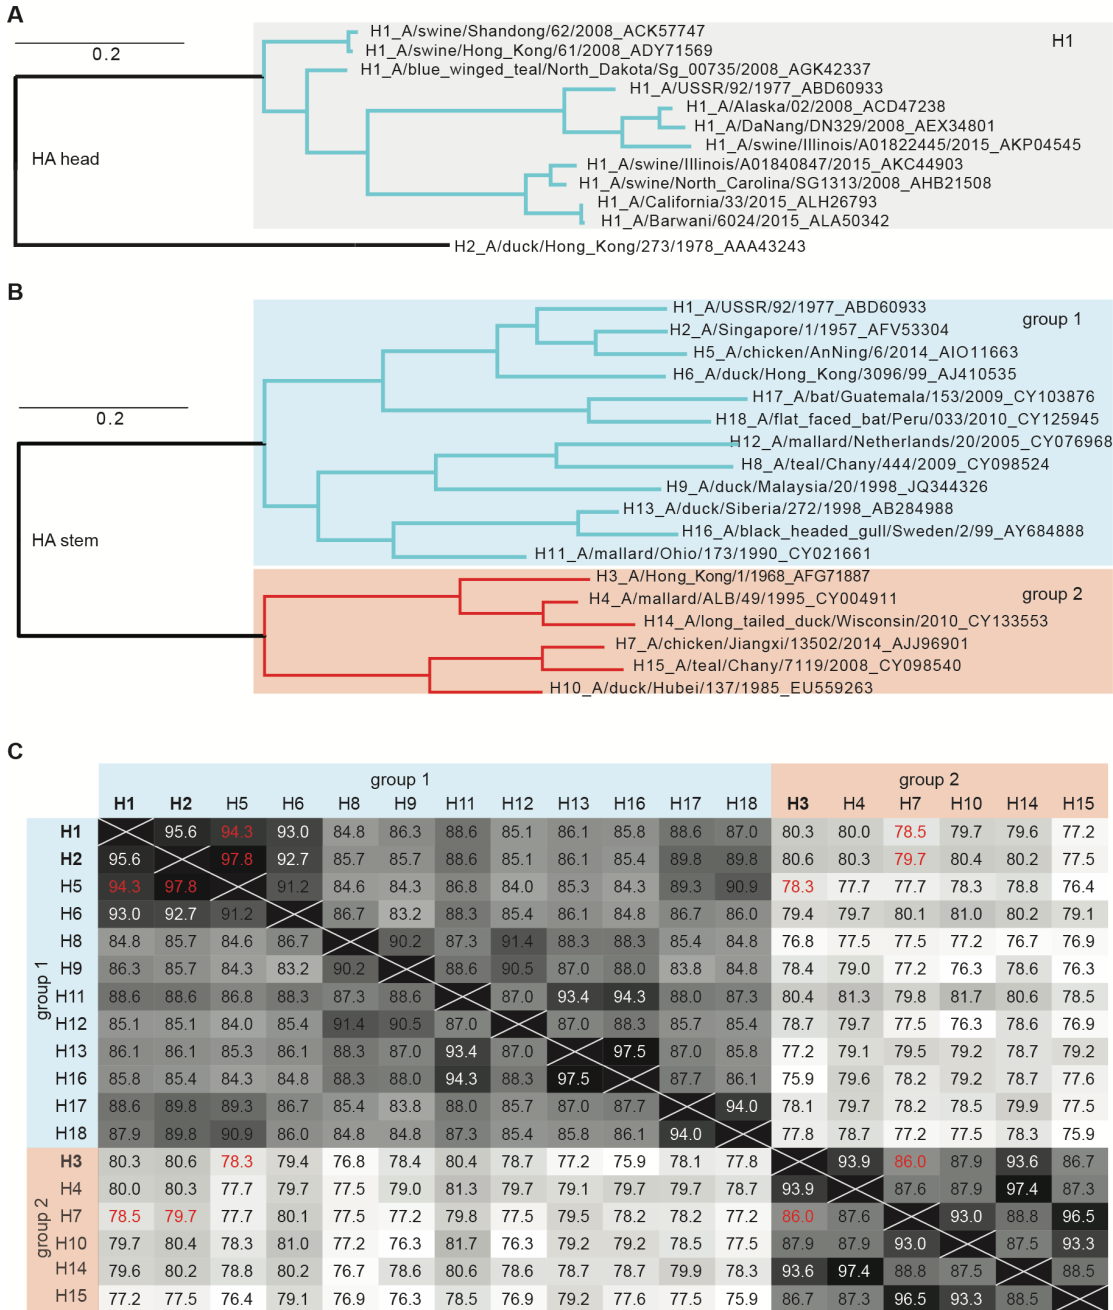 A
0.2
HA head
H1
H1_A/swine/Shandong/62/2008_ACK57747
H1_A/swine/Hong_Kong/61/2008_ADY71569
H1_A/blue_winged_teal/North_Dakota/Sg_00735/2008_AGK42337
H1_A/USSR/92/1977_ABD60933
H1_A/Alaska/02/2008_ACD47238
H1_A/DaNang/DN329/2008_AEX34801
H1_A/swine/Illinois/A01822445/2015_AKP04545
H1_A/swine/Illinois/A01840847/2015_AKC44903
H1_A/swine/North_Carolina/SG1313/2008_AHB21508
H1_A/California/33/2015_ALH26793
H1_A/Barwani/6024/2015_ALA50342
H2_A/duck/Hong_Kong/273/1978_AAA43243
B
0.2
HA stem
group 1
H1_A/USSR/92/1977_ABD60933
H2_A/Singapore/1/1957_AFV53304
H5_A/chicken/AnNing/6/2014_AIO11663
H6_A/duck/Hong_Kong/3096/99_AJ410535
H17_A/bat/Guatemala/153/2009_CY103876
H18_A/flat_faced_bat/Peru/033/2010_CY125945
H12_A/mallard/Netherlands/20/2005_CY076968
H8_A/teal/Chany/444/2009_CY098524
H9_A/duck/Malaysia/20/1998_JQ344326
H13_A/duck/Siberia/272/1998_AB284988
H16_A/black_headed_gull/Sweden/2/99_AY684888
H11_A/mallard/Ohio/173/1990_CY021661
group 2
H3_A/Hong_Kong/1/1968_AFG71887
H4_A/mallard/ALB/49/1995_CY004911
H14_A/long_tailed_duck/Wisconsin/2010_CY133553
H7_A/chicken/Jiangxi/13502/2014_AJJ96901
H15_A/teal/Chany/7119/2008_CY098540
H10_A/duck/Hubei/137/1985_EU559263
C
group 1 group 2
H1 H2 H5 H6 H8 H9 H11 H12 H13 H16 H17 H18 H3 H4 H7 H10 H14 H15
group 1
H1 95.6 94.3 93.0 84.8 86.3 88.6 85.1 86.1 85.8 88.6 87.0 80.3 80.0 78.5 79.7 79.6 77.2
H2 95.6 97.8 92.7 85.7 85.7 88.6 85.1 86.1 85.4 89.8 89.8 80.6 80.3 79.7 80.4 80.2 77.5
H5 94.3 97.8 91.2 84.6 84.3 86.8 84.0 85.3 84.3 89.3 90.9 78.3 77.7 77.7 78.3 78.8 76.4
H6 93.0 92.7 91.2 86.7 83.2 88.3 85.4 86.1 84.8 86.7 86.0 79.4 79.7 80.1 81.0 80.2 79.1
H8 84.8 85.7 84.6 86.7 90.2 87.3 91.4 88.3 88.3 85.4 84.8 76.8 77.5 77.5 77.2 76.7 76.9
H9 86.3 85.7 84.3 83.2 90.2 88.6 90.5 87.0 88.0 83.8 84.8 78.4 79.0 77.2 76.3 78.6 76.3
H11 88.6 88.6 86.8 88.3 87.3 88.6 87.0 93.4 94.3 88.0 87.3 80.4 81.3 79.8 81.7 80.6 78.5
H12 85.1 85.1 84.0 85.4 91.4 90.5 87.0 87.0 88.3 85.7 85.4 78.7 79.7 77.5 76.3 78.6 76.9
H13 86.1 86.1 85.3 86.1 88.3 87.0 93.4 87.0 97.5 87.0 85.8 77.2 79.1 79.5 79.2 78.7 79.2
H16 85.8 85.4 84.3 84.8 88.3 88.0 94.3 88.3 97.5 87.7 86.1 75.9 79.6 78.2 79.2 78.7 77.6
H17 88.6 89.8 89.3 86.7 85.4 83.8 88.0 85.7 87.0 87.7 94.0 78.1 79.7 78.2 78.5 79.9 77.5
H18 87.9 89.8 90.9 86.0 84.8 84.8 87.3 85.4 85.8 86.1 94.0 77.8 78.7 77.2 77.5 78.3 75.9
group 2
H3 80.3 80.6 78.3 79.4 76.8 78.4 80.4 78.7 77.2 75.9 78.1 77.8 93.9 86.0 87.9 93.6 86.7
H4 80.0 80.3 77.7 79.7 77.5 79.0 81.3 79.7 79.1 79.7 79.7 78.7 93.9 87.6 87.9 97.4 87.3
H7 78.5 79.7 77.7 80.1 77.5 77.2 79.8 77.5 79.5 78.2 78.2 77.2 86.0 87.6 93.0 88.8 96.5
H10 79.7 80.4 78.3 81.0 77.2 76.3 81.7 76.3 79.2 79.2 78.5 77.5 87.9 87.9 93.0 87.5 93.3
H14 79.6 80.2 78.8 80.2 76.7 78.6 80.6 78.6 78.7 78.7 79.9 78.3 93.6 97.4 88.8 87.5 88.5
H15 77.2 77.5 76.4 79.1 76.9 76.3 78.5 76.9 79.2 77.6 77.5 75.9 86.7 87.3 96.5 93.3 88.5